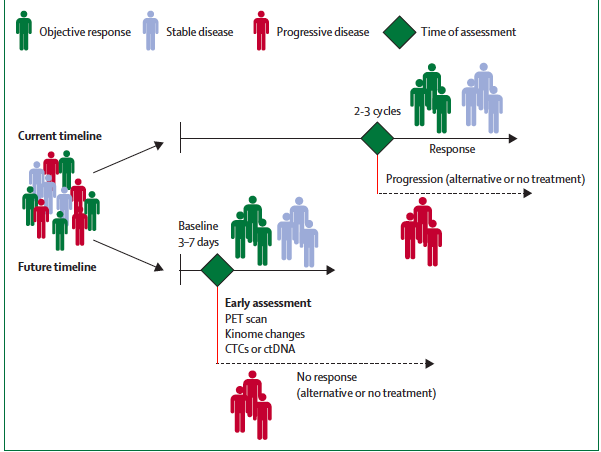 Objective response
Stable disease
Progressive disease
Time of assessment
Current timeline
2-3 cycles
Response
Progression (alternative or no treatment)
Future timeline
Baseline
3–7 days
Early assessment
PET scan
Kinome changes
CTCs or ctDNA
No response
(alternative or no treatment)